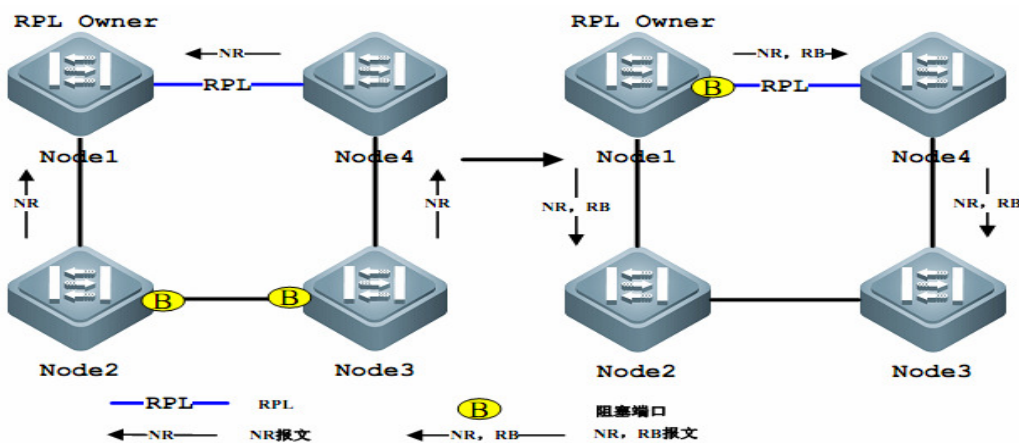 RPL Owner
NR
RPL
Node1
Node4
NR
NR
B
B
Node2
Node3
RPL Owner
NR, RB
B
RPL
Node1
Node4
NR, RB
NR, RB
Node2
Node3
RPL
RPL
B
阻塞端口
NR
NR报文
NR, RB
NR, RB报文